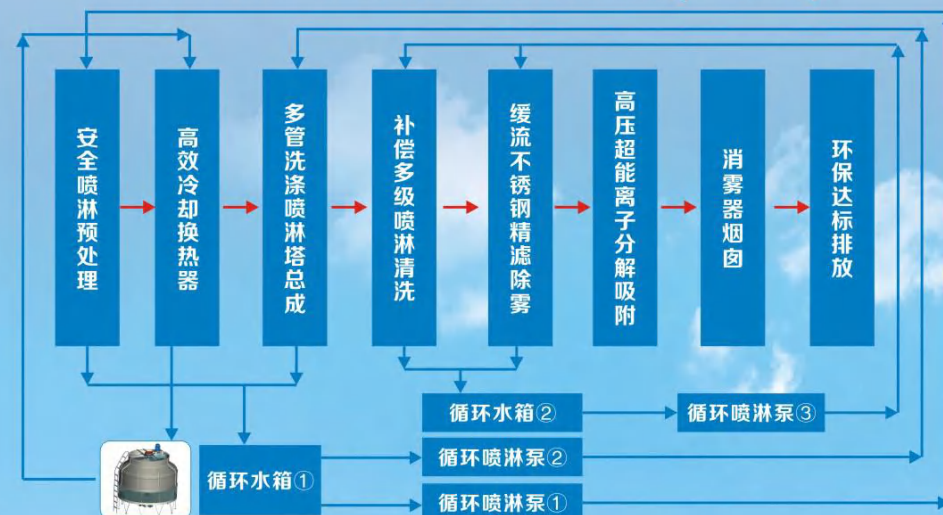 安全喷淋预处理
高效冷却换热器
多管洗涤喷淋塔总成
补偿多级喷淋清洗
缓流不锈钢精滤除雾
高压超能离子分解吸附
消雾器烟囱
环保达标排放
循环水箱②
循环喷淋泵③
循环水箱①
循环喷淋泵②
循环喷淋泵①